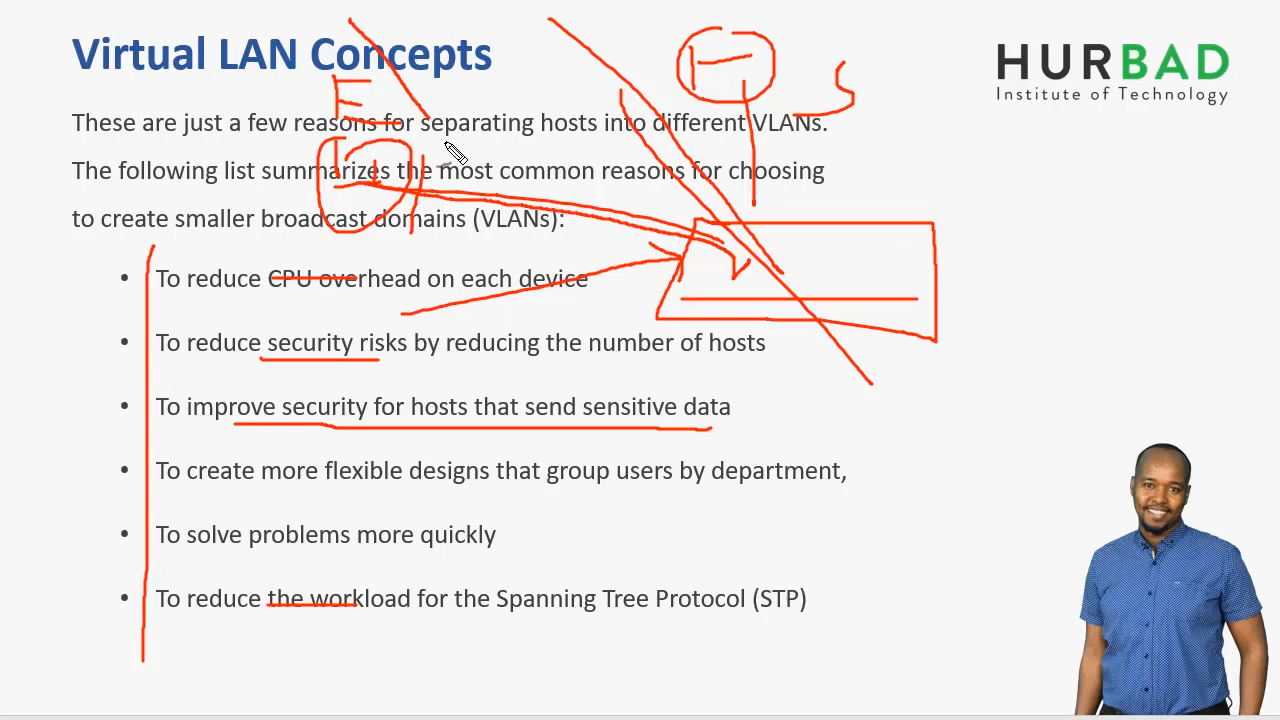 Virtual LAN Concepts
HURBAD
Institute of Technology
E
S
These are just a few reasons for separating hosts into different VLANs.
The following list summarizes the most common reasons for choosing
to create smaller broadcast domains (VLANs):
• To reduce CPU overhead on each device
• To reduce security risks by reducing the number of hosts
• To improve security for hosts that send sensitive data
• To create more flexible designs that group users by department,
• To solve problems more quickly
• To reduce the workload for the Spanning Tree Protocol (STP)